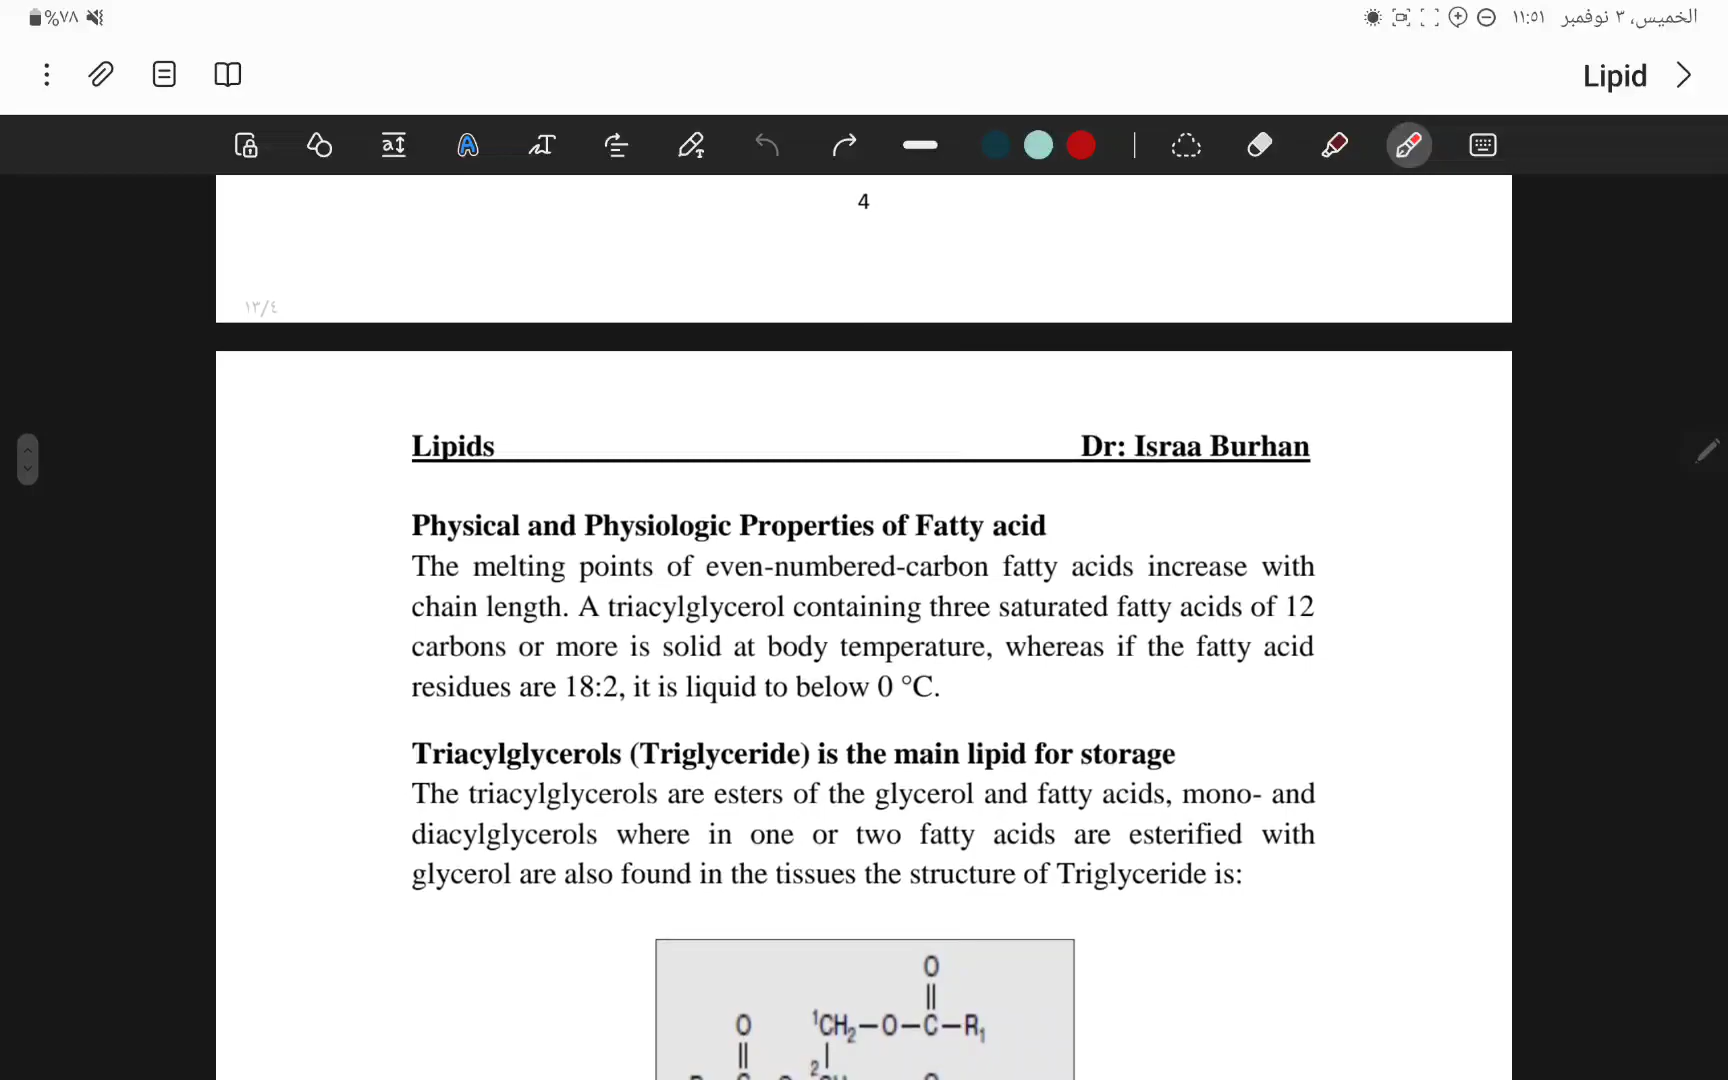 %٧٨
الخميس، ٣ نوفمبر ١١:٥١
Lipid
4
١٣/٤
Lipids Dr: Israa Burhan
Physical and Physiologic Properties of Fatty acid
The melting points of even-numbered-carbon fatty acids increase with
chain length. A triacylglycerol containing three saturated fatty acids of 12
carbons or more is solid at body temperature, whereas if the fatty acid
residues are 18:2, it is liquid to below 0 °C.
Triacylglycerols (Triglyceride) is the main lipid for storage
The triacylglycerols are esters of the glycerol and fatty acids, mono- and
diacylglycerols where in one or two fatty acids are esterified with
glycerol are also found in the tissues the structure of Triglyceride is:
O
||
O ¹CH₂—O—C—R₁
|| |
2